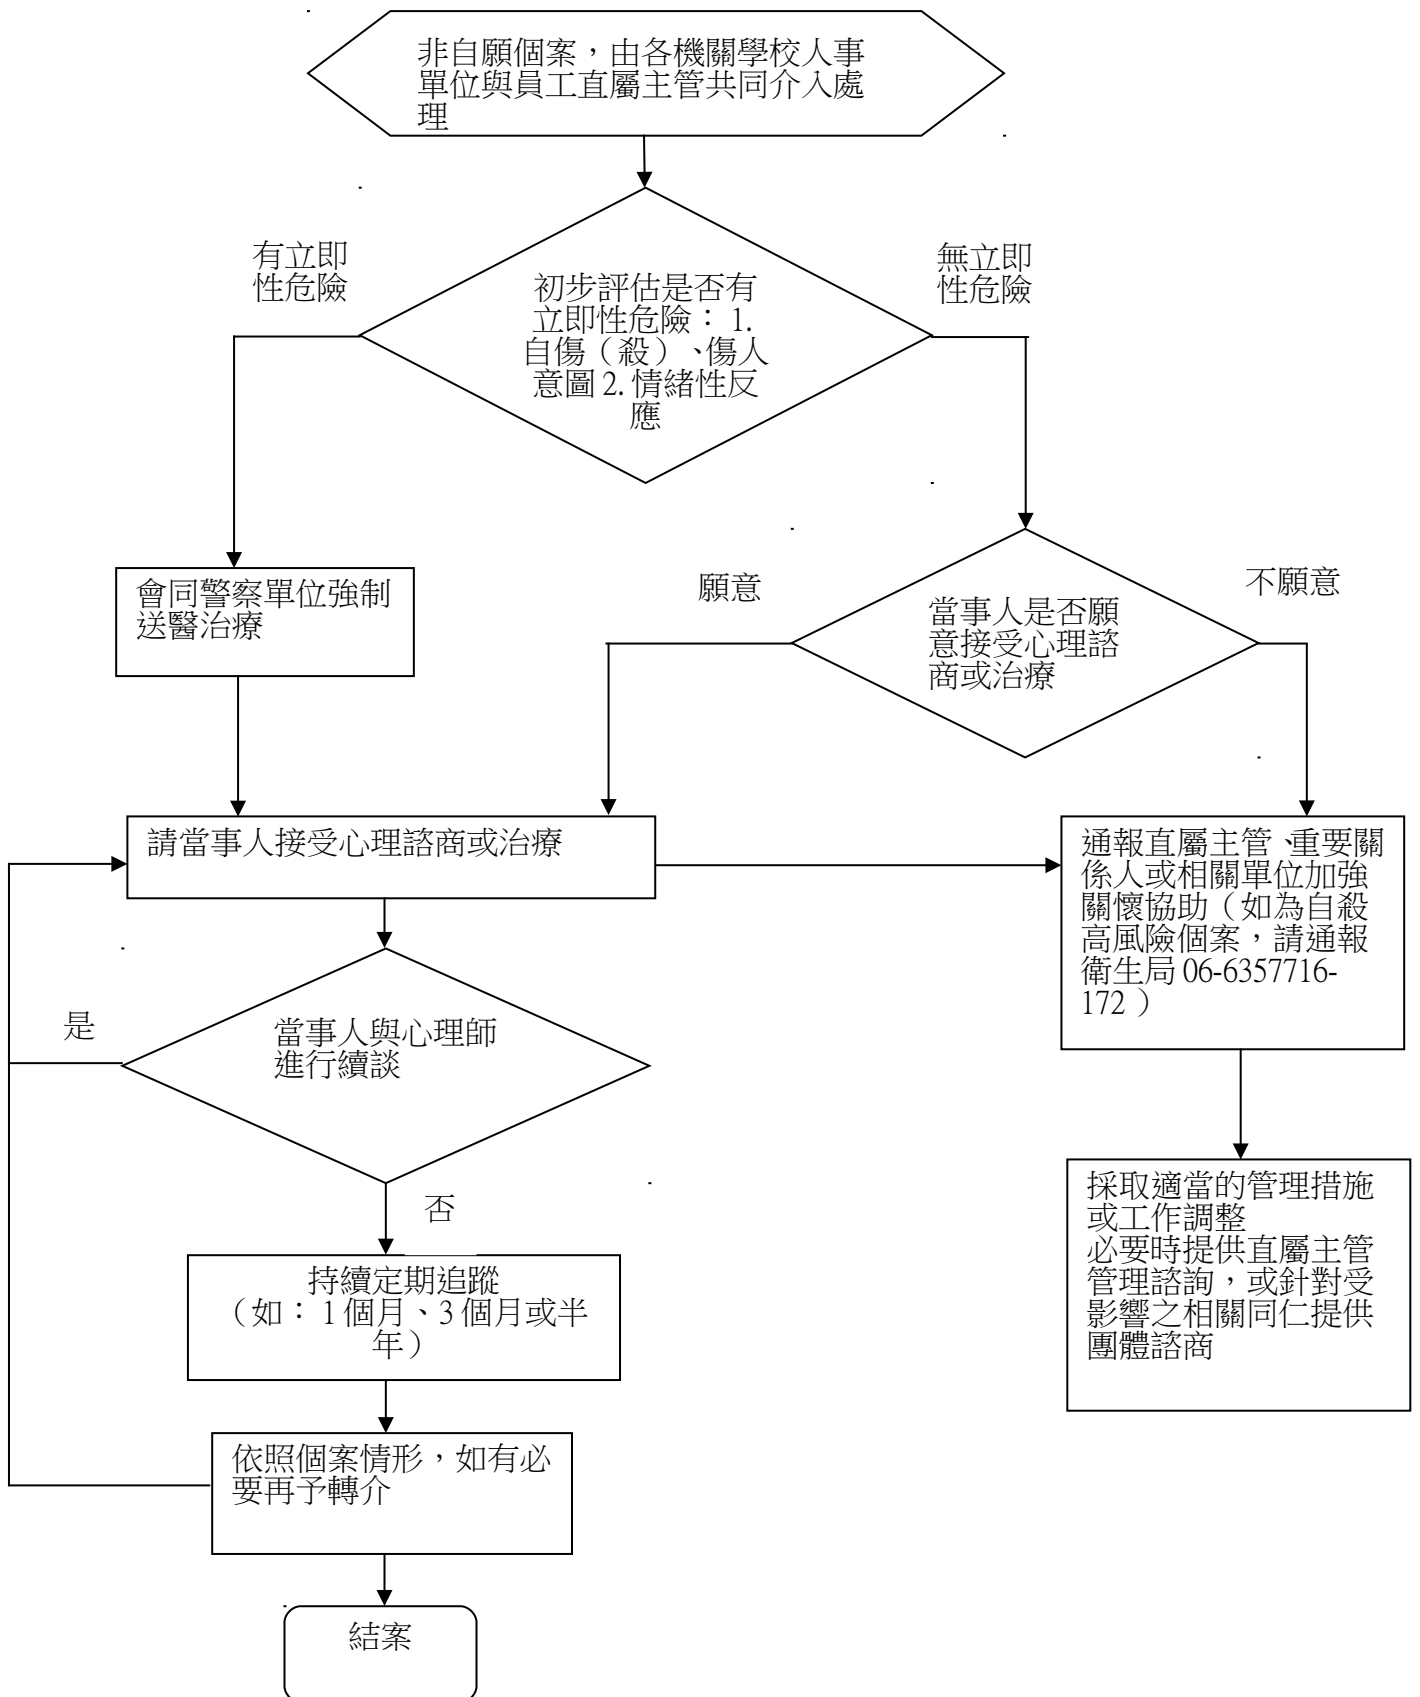 非自願個案，由各機關學校人事
單位與員工直屬主管共同介入處
理
有立即
性危險
無立即
性危險
初步評估是否有
立即性危險：1.
自傷（殺）、傷人
意圖2.情緒性反
應
會同警察單位強制
送醫治療
願意
不願意
當事人是否願
意接受心理諮
商或治療
請當事人接受心理諮商或治療
通報直屬主管、重要關
係人或相關單位加強
關懷協助（如為自殺
高風險個案，請通報
衛生局06-6357716-
172）
是
當事人與心理師
進行續談
否
採取適當的管理措施
或工作調整
必要時提供直屬主管
管理諮詢，或針對受
影響之相關同仁提供
團體諮商
持續定期追蹤
（如：1個月、3個月或半
年）
依照個案情形，如有必
要再予轉介
結案